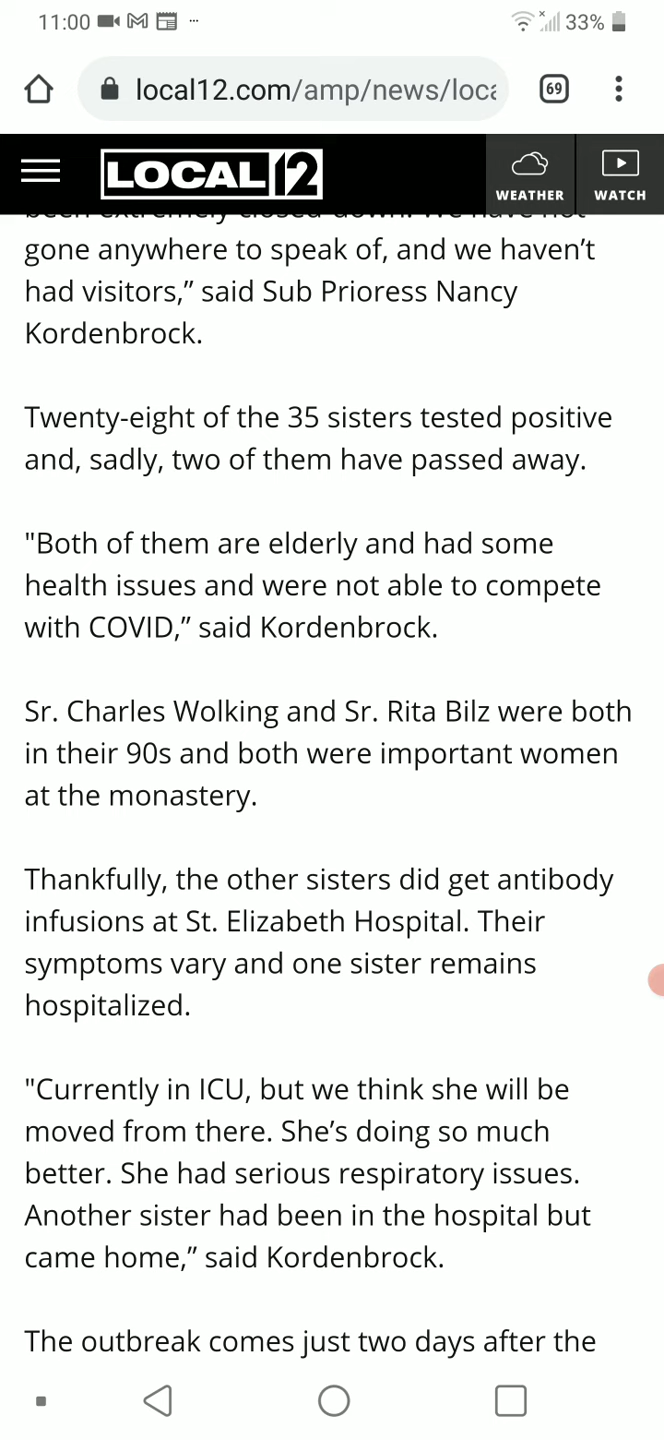 11:00
33%
local12.com/amp/news/loca
69
LOCAL 12
WEATHER
WATCH
been extremely closed down. We have not
gone anywhere to speak of, and we haven’t
had visitors,” said Sub Prioress Nancy
Kordenbrock.
Twenty-eight of the 35 sisters tested positive
and, sadly, two of them have passed away.
"Both of them are elderly and had some
health issues and were not able to compete
with COVID,” said Kordenbrock.
Sr. Charles Wolking and Sr. Rita Bilz were both
in their 90s and both were important women
at the monastery.
Thankfully, the other sisters did get antibody
infusions at St. Elizabeth Hospital. Their
symptoms vary and one sister remains
hospitalized.
"Currently in ICU, but we think she will be
moved from there. She’s doing so much
better. She had serious respiratory issues.
Another sister had been in the hospital but
came home,” said Kordenbrock.
The outbreak comes just two days after the